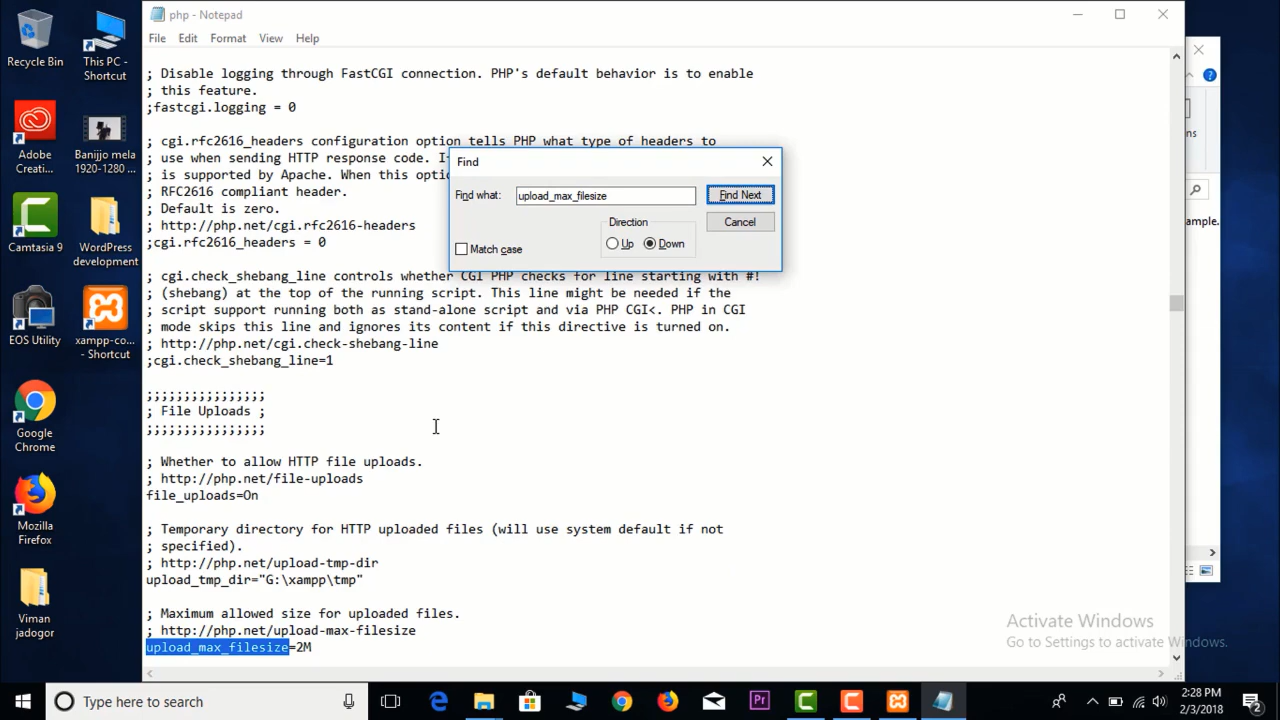 Recycle Bin
This PC -
Shortcut
Adobe
Creati...
Banijjo mela
1920-1280 ...
Camtasia 9
WordPress
development
EOS Utility
xampp-co...
- Shortcut
Google
Chrome
Mozilla
Firefox
Viman
jadogor
php - Notepad
File Edit Format View Help
; Disable logging through FastCGI connection. PHP's default behavior is to enable
; this feature.
;fastcgi.logging = 0
; cgi.rfc2616_headers configuration option tells PHP what type of headers to
; use when sending HTTP response code. I
; is supported by Apache. When this opti
; RFC2616 compliant header.
; Default is zero.
; http://php.net/cgi.rfc2616-headers
;cgi.rfc2616_headers = 0
; cgi.check_shebang_line controls whether CGI PHP checks for line starting with #!
; (shebang) at the top of the running script. This line might be needed if the
; script support running both as stand-alone script and via PHP CGI<. PHP in CGI
; mode skips this line and ignores its content if this directive is turned on.
; http://php.net/cgi.check-shebang-line
;cgi.check_shebang_line=1
;;;;;;;;;;;;;;;;
; File Uploads ;
;;;;;;;;;;;;;;;;
; Whether to allow HTTP file uploads.
; http://php.net/file-uploads
file_uploads=On
; Temporary directory for HTTP uploaded files (will use system default if not
; specified).
; http://php.net/upload-tmp-dir
upload_tmp_dir="G:\xampp\tmp"
; Maximum allowed size for uploaded files.
; http://php.net/upload-max-filesize
upload_max_filesize=2M
Find
Find what: upload_max_filesize Find Next
Cancel
Direction
Up Down
Match case
ns
ample.
Activate Windows
Go to Settings to activate Windows.
Type here to search
Pr
2:28 PM
2/3/2018
2